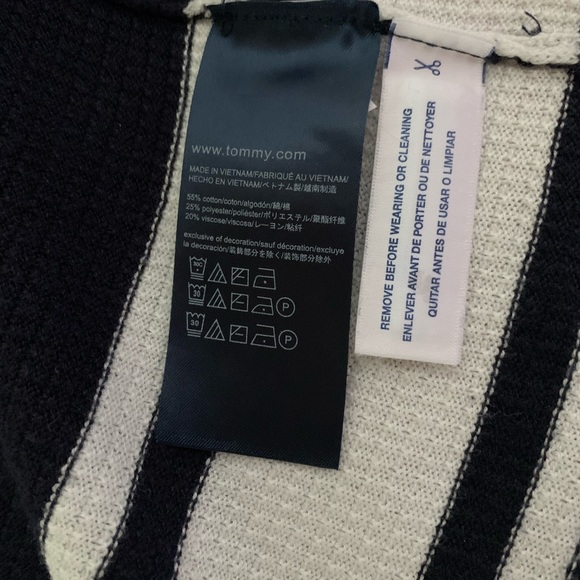 www.tommy.com
MADE IN VIETNAM/FABRIQUÉ AU VIETNAM/
HECHO EN VIETNAM/ベトナム製/越南制造
55% cotton/coton/algodón/綿/棉
25% polyester/poliéster/ポリエステル/聚酯纤维
20% viscose/viscosa/レーヨン/粘纤
exclusive of decoration/sauf décoration/excluye
la decoración/装飾部分を除く/装饰部分除外
30
P
30
P
REMOVE BEFORE WEARING OR CLEANING
ENLEVER AVANT DE PORTER OU DE NETTOYER
QUITAR ANTES DE USAR O LIMPIAR